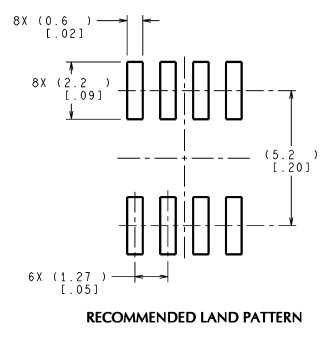 8X (0.6 )
[.02]
8X (2.2 )
[.09]
(5.2 )
[.20]
6X (1.27 )
[.05]
RECOMMENDED LAND PATTERN